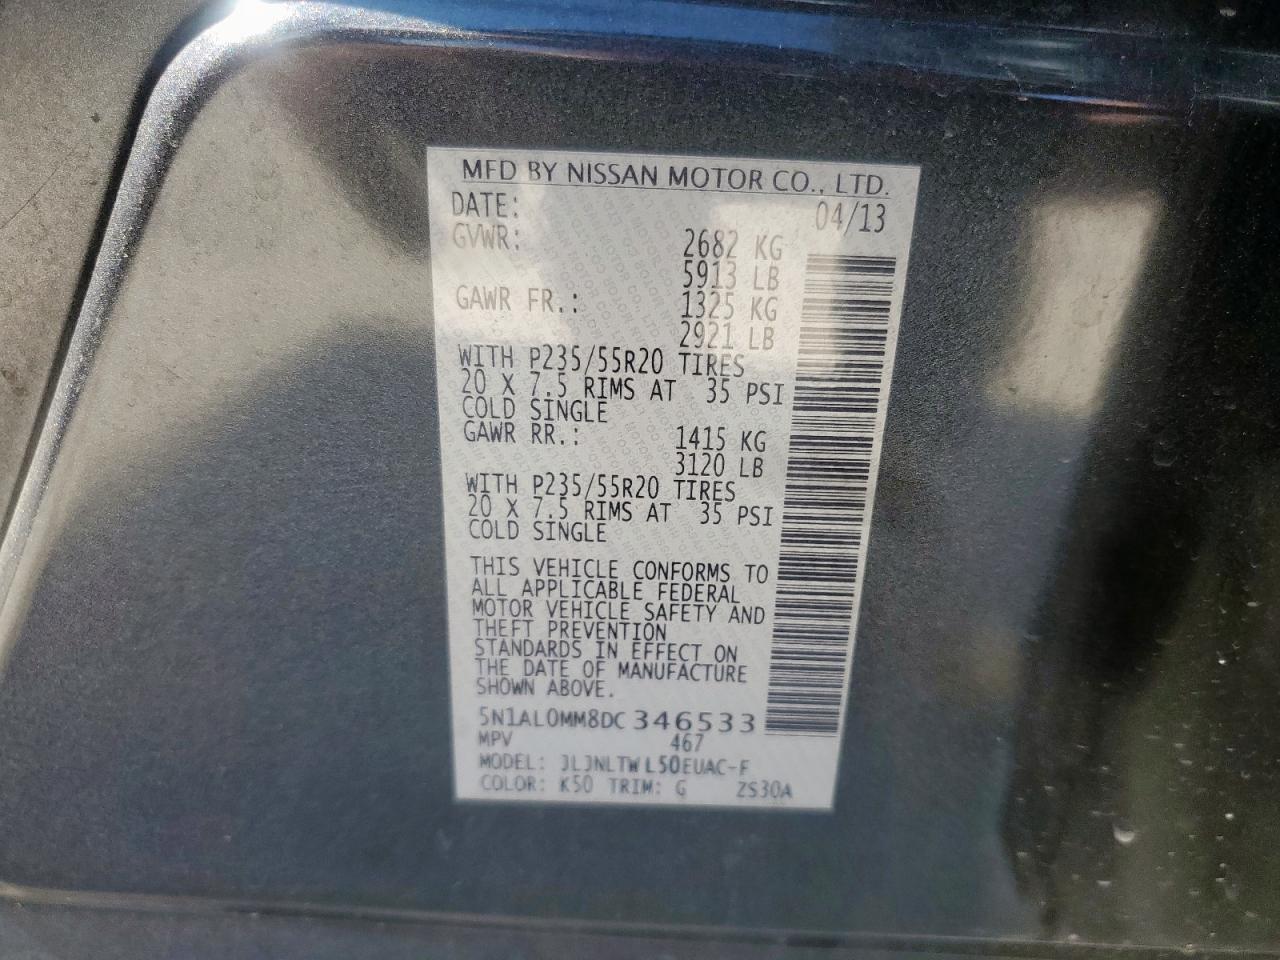 MFD BY NISSAN MOTOR CO., LTD.
DATE: 04/13
GVWR: 2682 KG
5913 LB
GAWR FR.: 1325 KG
2921 LB
WITH P235/55R20 TIRES
20 X 7.5 RIMS AT 35 PSI
COLD SINGLE
GAWR RR.: 1415 KG
3120 LB
WITH P235/55R20 TIRES
20 X 7.5 RIMS AT 35 PSI
COLD SINGLE
THIS VEHICLE CONFORMS TO
ALL APPLICABLE FEDERAL
MOTOR VEHICLE SAFETY AND
THEFT PREVENTION
STANDARDS IN EFFECT ON
THE DATE OF MANUFACTURE
SHOWN ABOVE.
5N1AL0MM8DC346533
MPV 467
MODEL: JLJNLTWL50EUAC-F
COLOR: K50 TRIM: G ZS30A